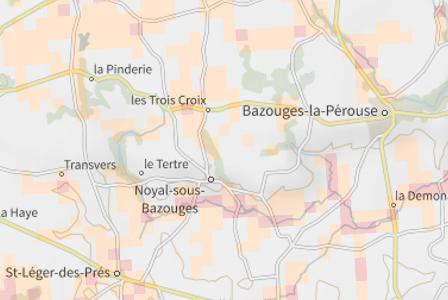 la Pinderie
les Trois Croix
Bazouges-la-Pérouse
Transvers
le Tertre
Noyal-sous-
Bazouges
la Demona
a Haye
St-Léger-des-Prés